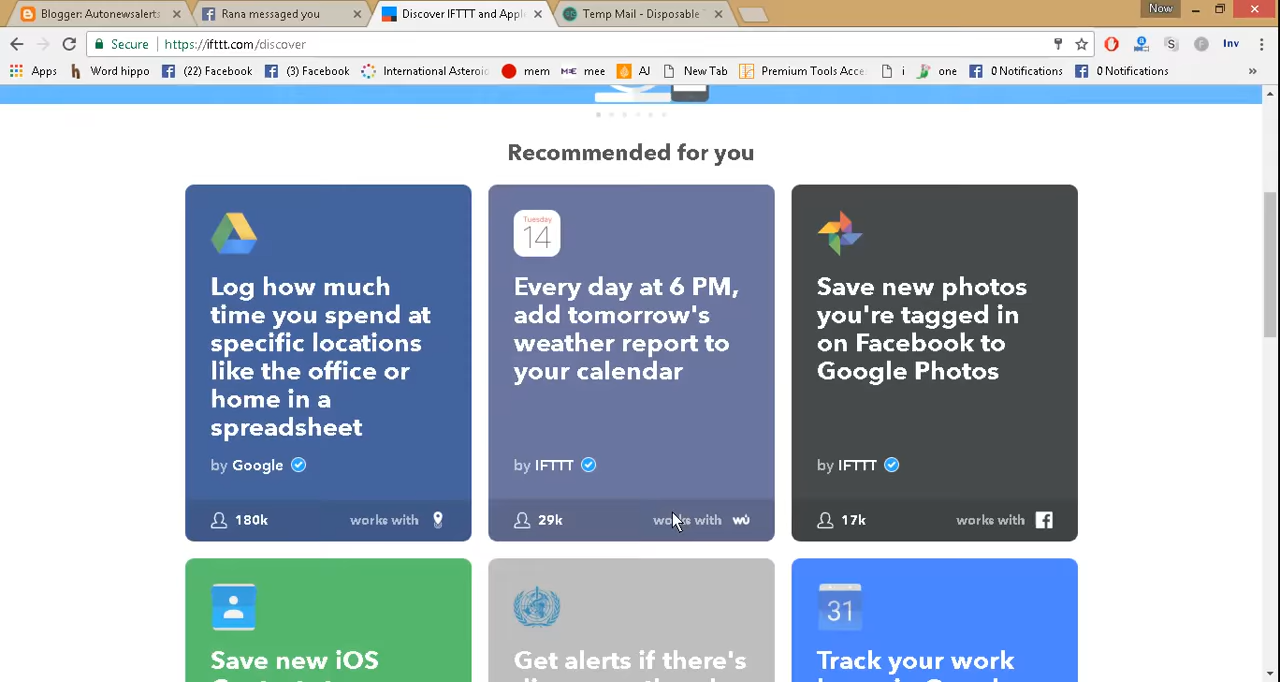 Blogger: Autonewsalerts
Rana messaged you
Discover IFTTT and Apple
Temp Mail - Disposable
Now
Secure
https://ifttt.com/discover
Inv
Apps
Word hippo
(22) Facebook
(3) Facebook
International Asteroid
mem
mee
AJ
New Tab
Premium Tools Acce
i
one
0 Notifications
0 Notifications
»
Recommended for you
Log how much
time you spend at
specific locations
like the office or
home in a
spreadsheet
by Google
180k
works with
Tuesday
14
Every day at 6 PM,
add tomorrow's
weather report to
your calendar
by IFTTT
29k
works with
wu
Save new photos
you're tagged in
on Facebook to
Google Photos
by IFTTT
17k
works with
Save new iOS
Get alerts if there's
31
Track your work